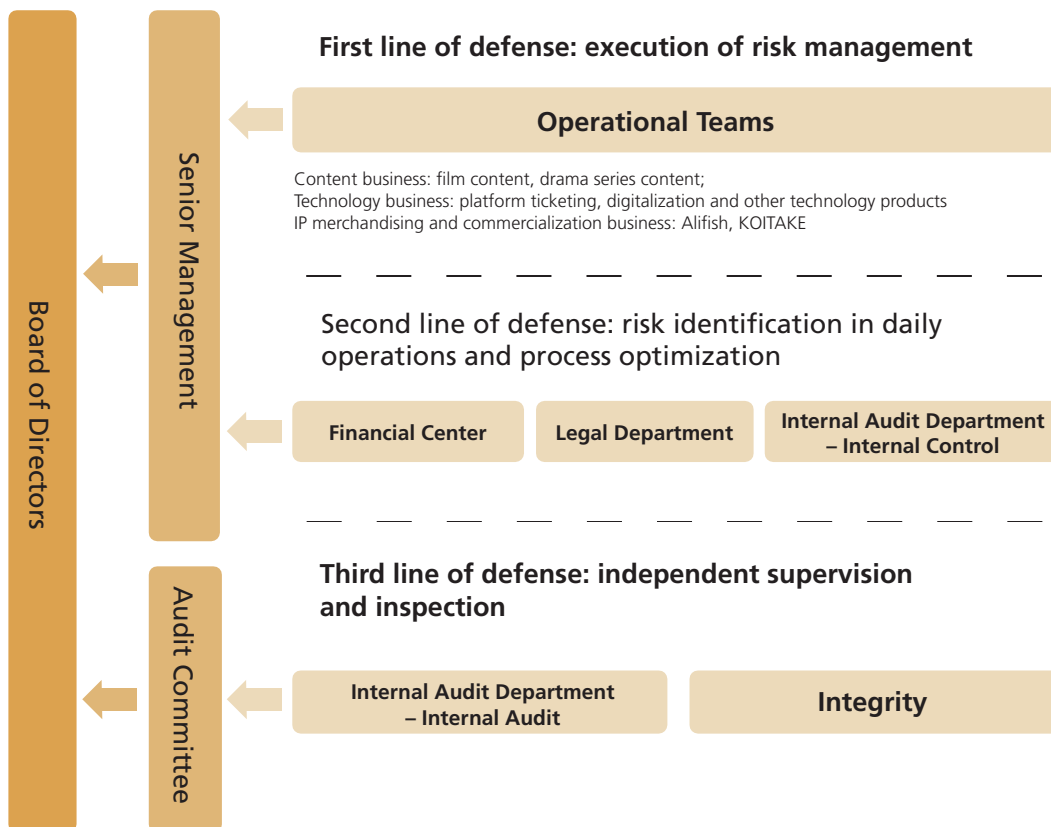 Board of Directors
Senior Management
Audit Committee
First line of defense: execution of risk management
Operational Teams
Content business: film content, drama series content;
Technology business: platform ticketing, digitalization and other technology products
IP merchandising and commercialization business: Alifish, KOITAKE
Second line of defense: risk identification in daily
operations and process optimization
Financial Center
Legal Department
Internal Audit Department
– Internal Control
Third line of defense: independent supervision
and inspection
Internal Audit Department
– Internal Audit
Integrity